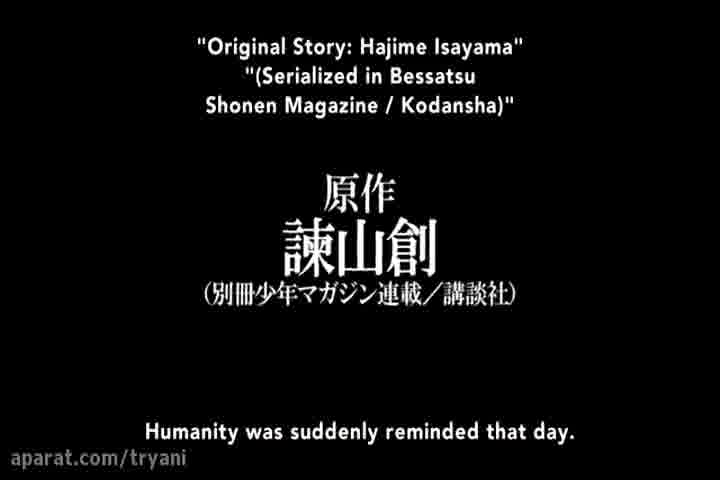 "Original Story: Hajime Isayama"
"(Serialized in Bessatsu
Shonen Magazine / Kodansha)"
原作
諫山創
（別冊少年マガジン連載／講談社）
Humanity was suddenly reminded that day.
aparat.com/tryani